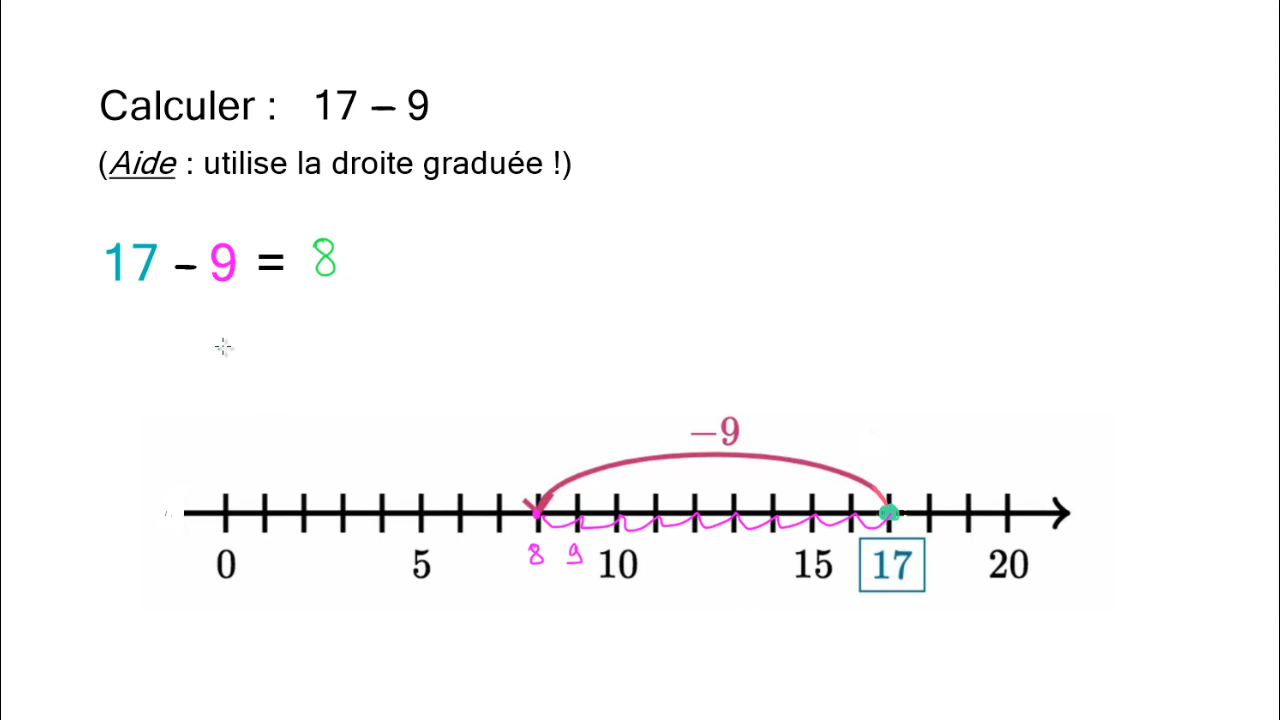 Calculer : 17 – 9
(Aide : utilise la droite graduée !)
17 - 9 = 8
−9
0 5 8 9 10 15 17 20